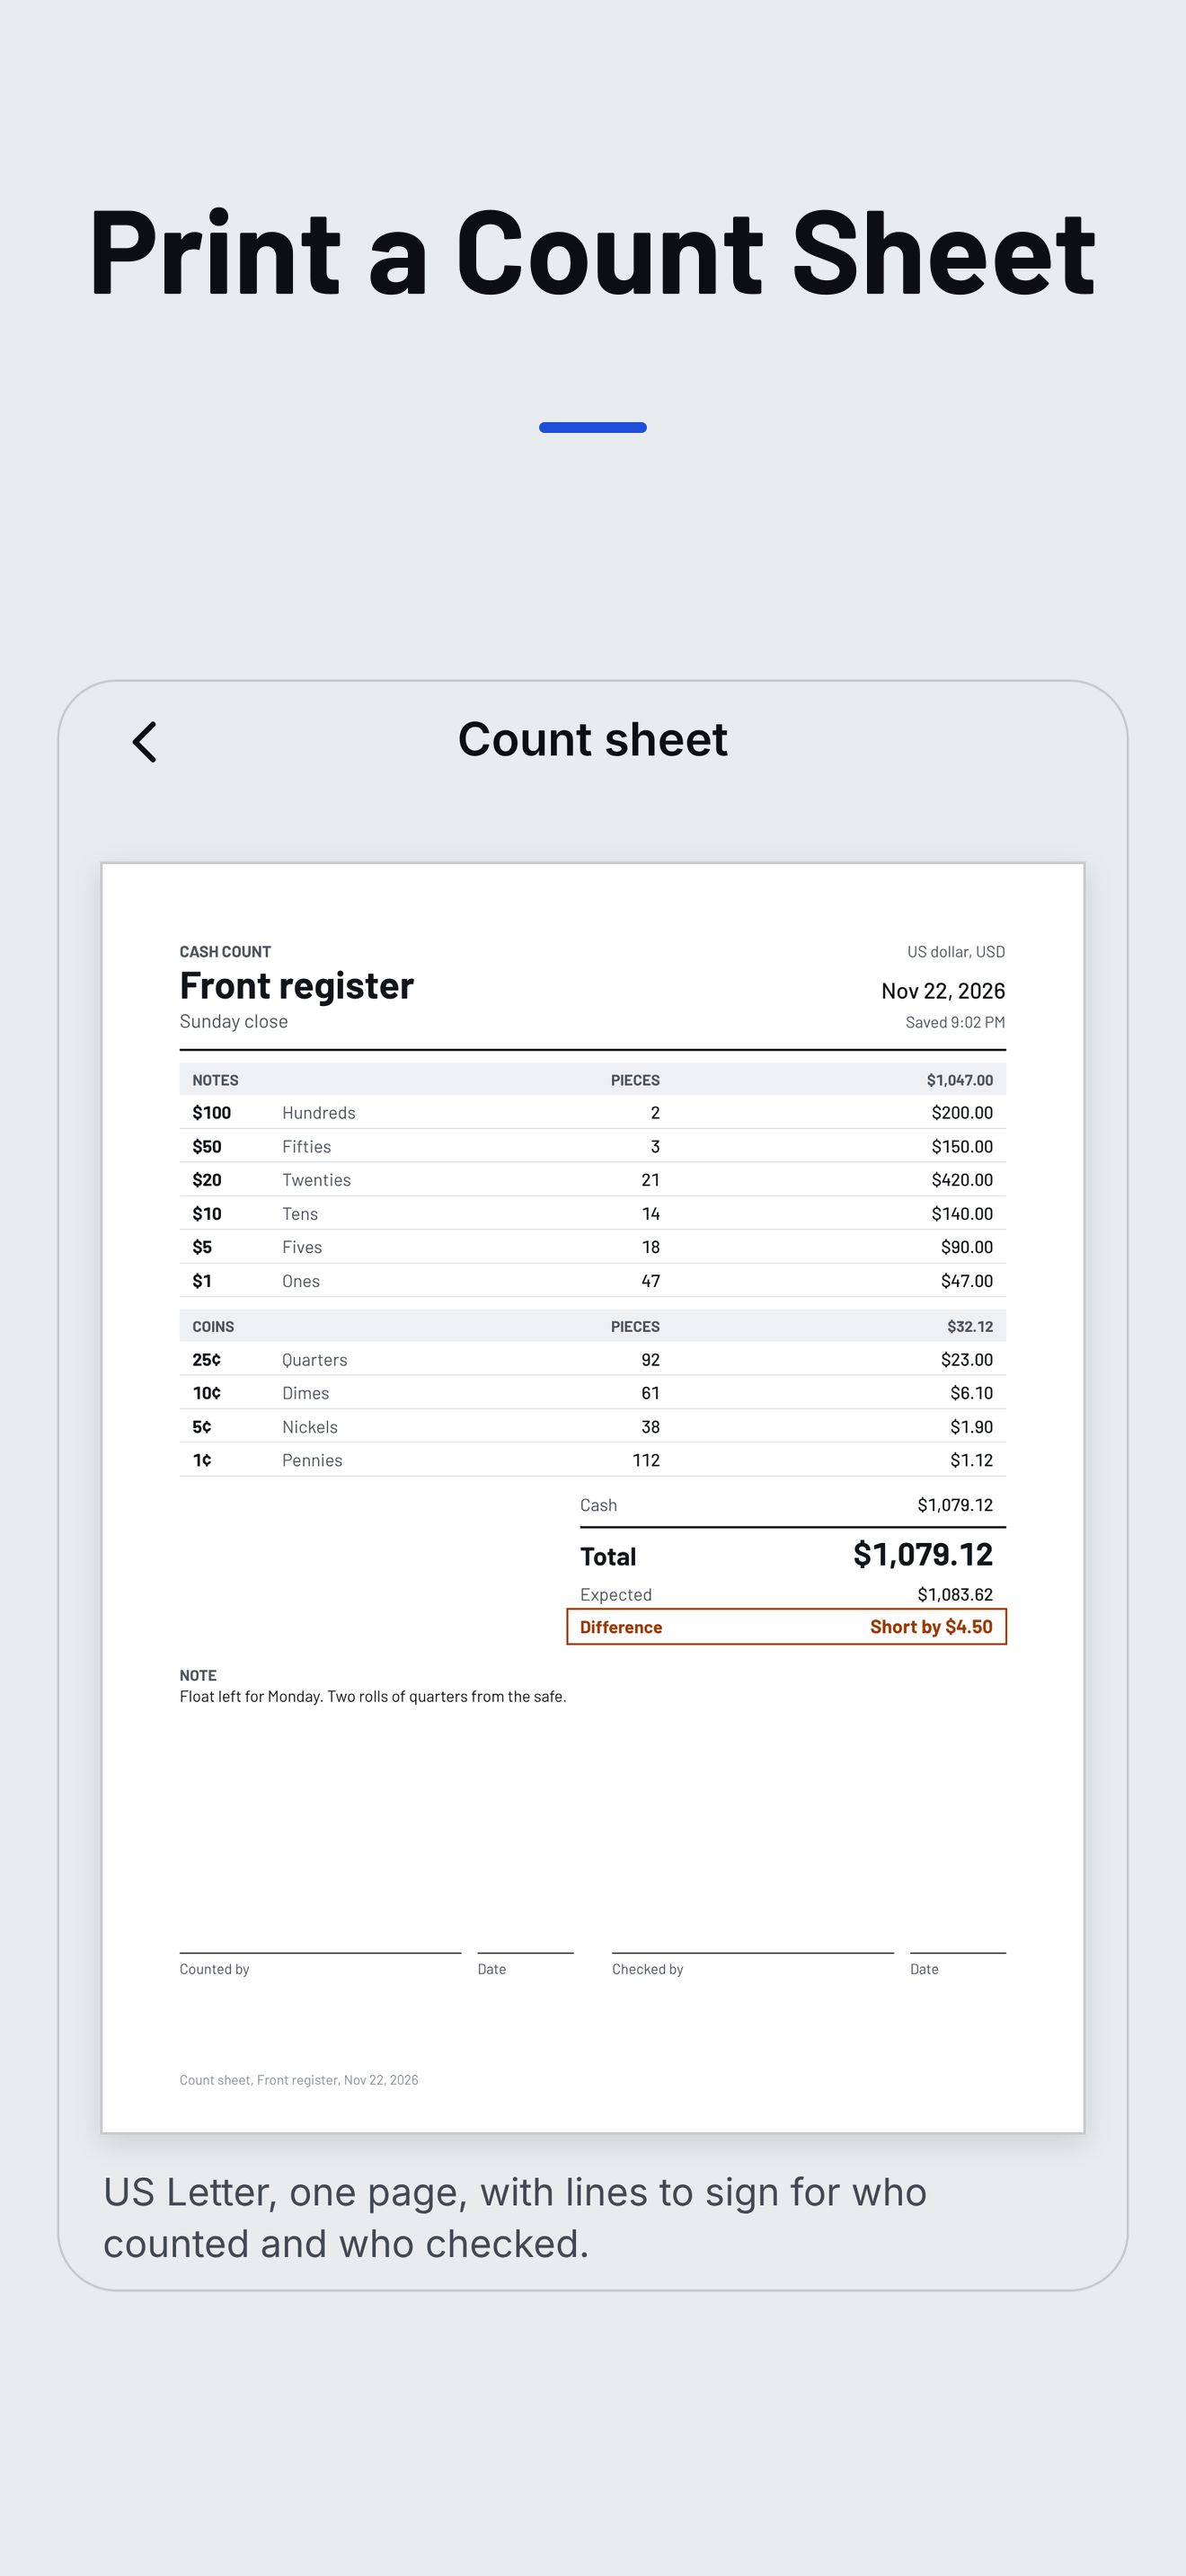 Print a Count Sheet
Count sheet
CASH COUNT
US dollar, USD
Front register
Nov 22, 2026
Sunday close
Saved 9:02 PM
NOTES PIECES $1,047.00
$100 Hundreds 2 $200.00
$50 Fifties 3 $150.00
$20 Twenties 21 $420.00
$10 Tens 14 $140.00
$5 Fives 18 $90.00
$1 Ones 47 $47.00
COINS PIECES $32.12
25¢ Quarters 92 $23.00
10¢ Dimes 61 $6.10
5¢ Nickels 38 $1.90
1¢ Pennies 112 $1.12
Cash $1,079.12
Total $1,079.12
Expected $1,083.62
Difference Short by $4.50
NOTE
Float left for Monday. Two rolls of quarters from the safe.
Counted by Date Checked by Date
Count sheet, Front register, Nov 22, 2026
US Letter, one page, with lines to sign for who
counted and who checked.